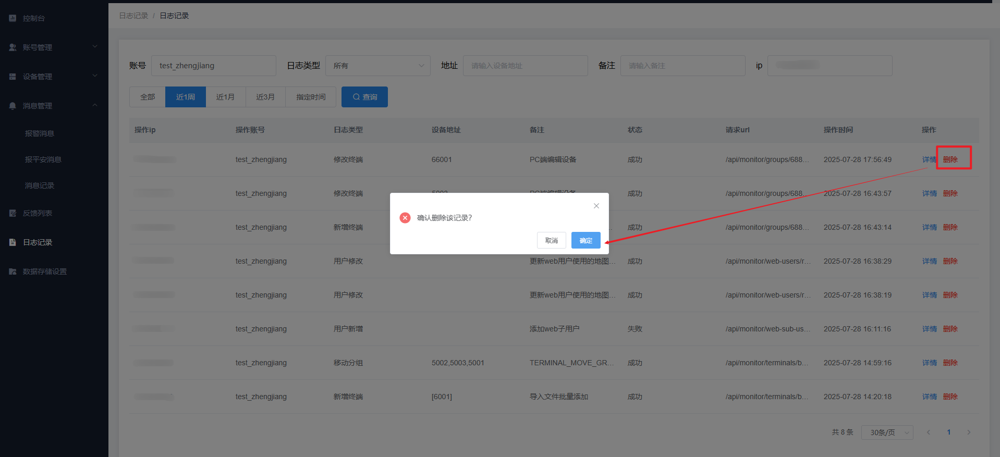 控制台
账号管理
设备管理
消息管理
报警消息
报平安消息
消息记录
反馈列表
日志记录
数据存储设置
日志记录 / 日志记录
账号 test_zhengjiang 日志类型 所有 地址 请输入设备地址 备注 请输入备注 ip
全部 近1周 近1月 近3月 指定时间 查询
操作ip 操作账号 日志类型 设备地址 备注 状态 请求url 操作时间 操作
test_zhengjiang 修改终端 66001 PC端编辑设备 成功 /api/monitor/groups/688... 2025-07-28 17:56:49 详情 删除
test_zhengjiang 修改终端 PC端编辑设备 成功 /api/monitor/groups/688... 2025-07-28 16:43:57 详情 删除
test_zhengjiang 新增终端 成功 /api/monitor/groups/688... 2025-07-28 16:43:14 详情 删除
确认删除该记录?
取消 确定
test_zhengjiang 用户修改 更新web用户使用的地图... 成功 /api/monitor/web-users/r... 2025-07-28 16:38:29 详情 删除
test_zhengjiang 用户修改 更新web用户使用的地图... 成功 /api/monitor/web-users/r... 2025-07-28 16:38:19 详情 删除
test_zhengjiang 用户新增 添加web子用户 失败 /api/monitor/web-sub-us... 2025-07-28 16:11:16 详情 删除
test_zhengjiang 移动分组 5002,5003,5001 TERMINAL_MOVE_GR... 成功 /api/monitor/terminals/b... 2025-07-28 14:59:16 详情 删除
test_zhengjiang 新增终端 [6001] 导入文件批量添加 成功 /api/monitor/terminals/b... 2025-07-28 14:20:18 详情 删除
共 8 条 30条/页 1